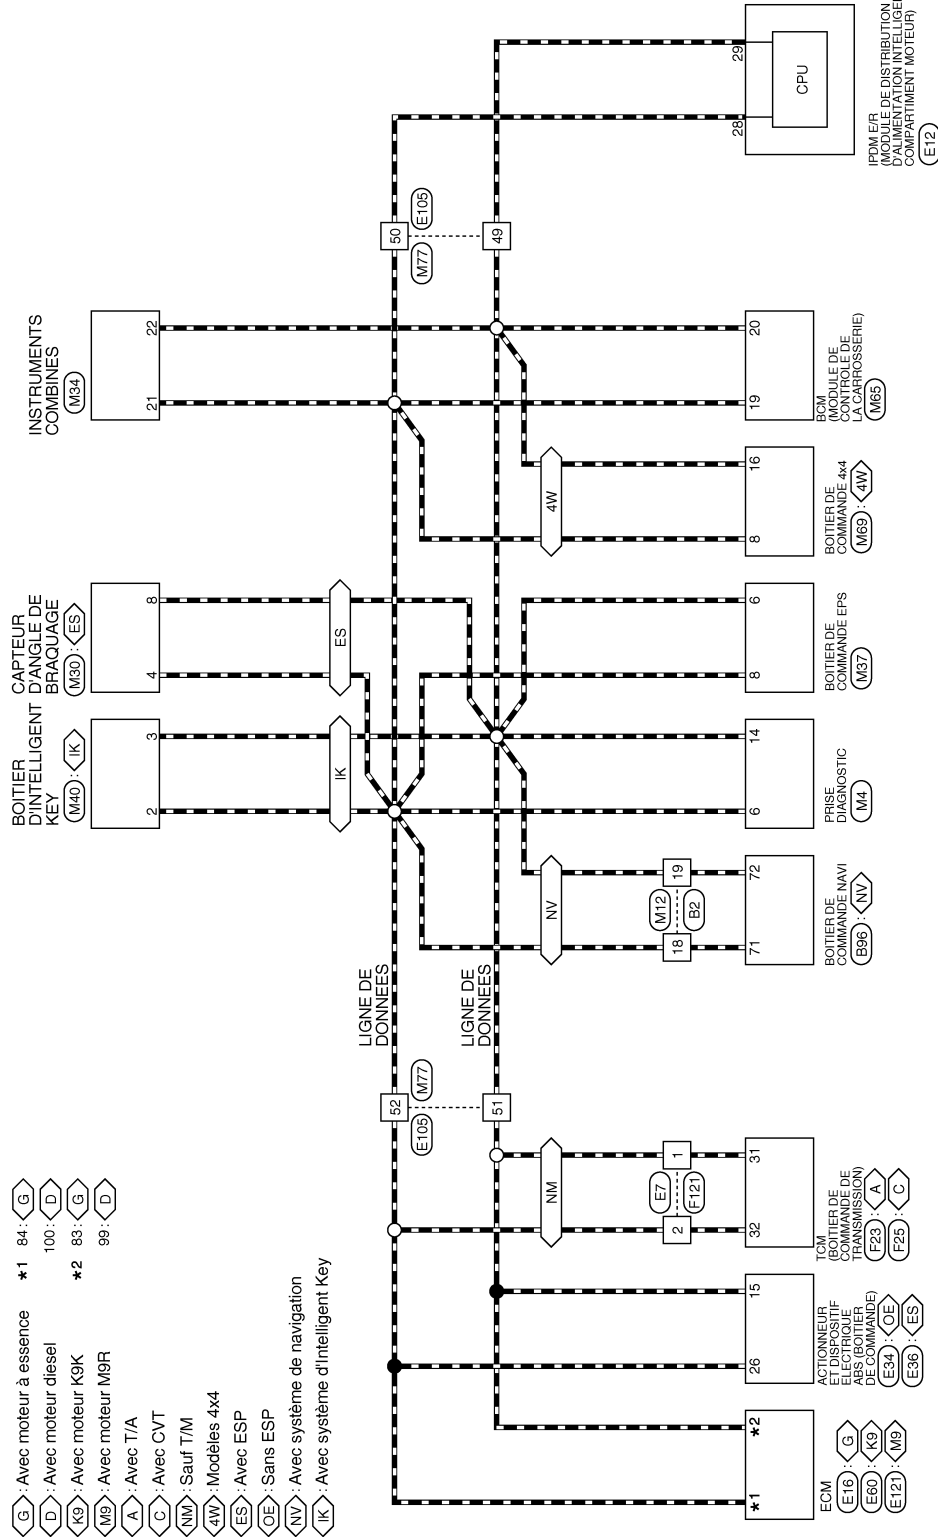 G : Avec moteur à essence
D : Avec moteur diesel
K9 : Avec moteur K9K
M9 : Avec moteur M9R
A : Avec T/A
C : Avec CVT
NM : Sauf T/M
4W : Modèles 4x4
ES : Avec ESP
OE : Sans ESP
NV : Avec système de navigation
IK : Avec système d'Intelligent Key
*1 84 : G
100 : D
*2 83 : G
99 : D
BOITIER
D'INTELLIGENT
KEY
M40 : IK
2
3
IK
CAPTEUR
D'ANGLE DE
BRAQUAGE
M30 : ES
4
8
ES
INSTRUMENTS
COMBINES
M34
21
22
LIGNE DE
DONNEES
LIGNE DE
DONNEES
52
51
E105
M77
50
49
M77
E105
NM
2
1
E7
F121
NV
18
19
M12
B2
4W
*1
*2
ECM
E16 : G
E60 : K9
E121 : M9
26
15
ACTIONNEUR
ET DISPOSITIF
ELECTRIQUE
ABS (BOITIER
DE COMMANDE)
E34 : OE
E36 : ES
32
31
TCM
(BOITIER DE
COMMANDE DE
TRANSMISSION)
F23 : A
F25 : C
71
72
BOITIER DE
COMMANDE NAVI
B96 : NV
6
14
PRISE
DIAGNOSTIC
M4
8
6
BOITIER DE
COMMANDE EPS
M37
8
16
BOITIER DE
COMMANDE 4x4
M69 : 4W
19
20
BCM
(MODULE DE
CONTROLE DE
LA CARROSSERIE)
M65
28
29
CPU
IPDM E/R
(MODULE DE DISTRIBUTION
D'ALIMENTATION INTELLIGE
COMPARTIMENT MOTEUR)
E12